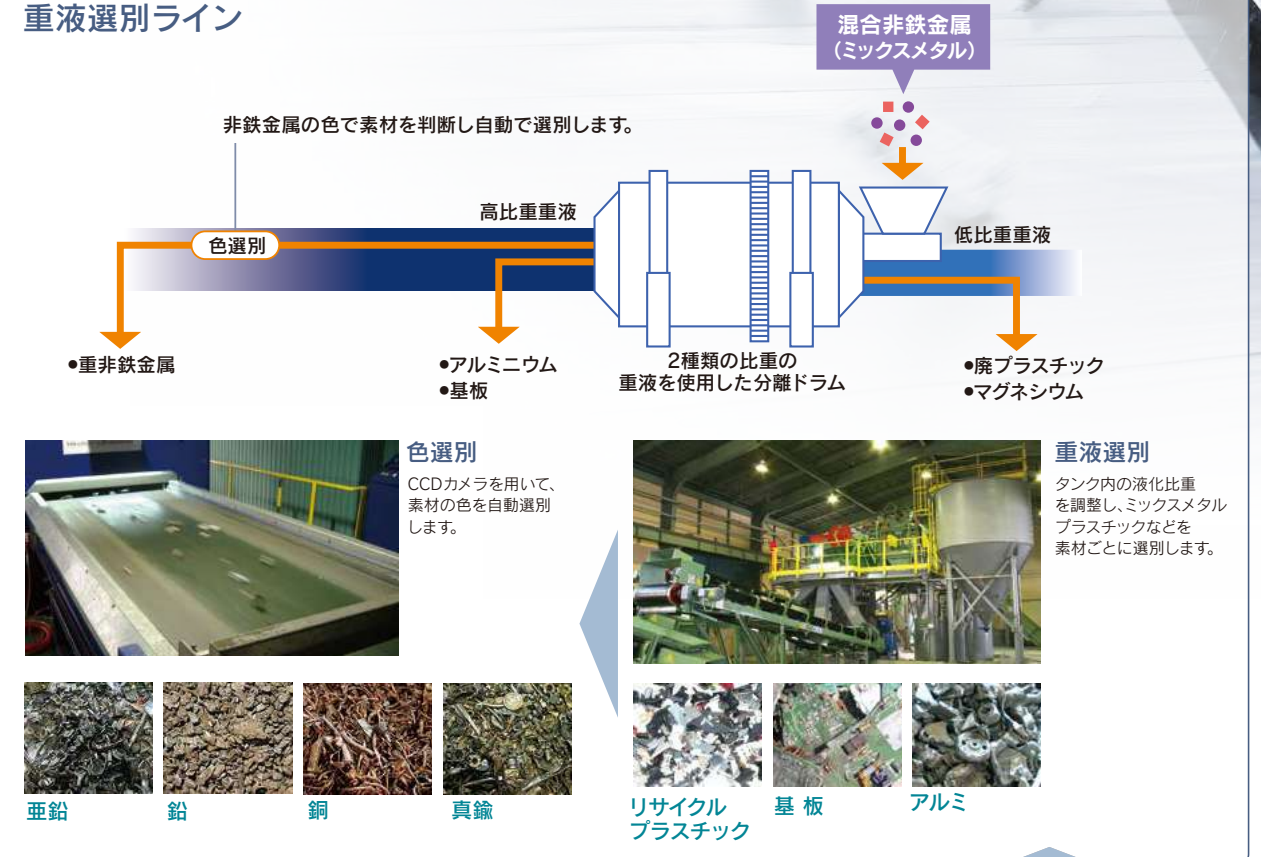 重液選別ライン
混合非鉄金属
(ミックスメタル)
非鉄金属の色で素材を判断し自動で選別します。
高比重重液
色選別
低比重重液
●重非鉄金属
●アルミニウム
●基板
2種類の比重の
重液を使用した分離ドラム
●廃プラスチック
●マグネシウム
色選別
CCDカメラを用いて、
素材の色を自動選別
します。
重液選別
タンク内の液化比重
を調整し、ミックスメタル
プラスチックなどを
素材ごとに選別します。
亜鉛
鉛
銅
真鍮
リサイクル
プラスチック
基 板
アルミ